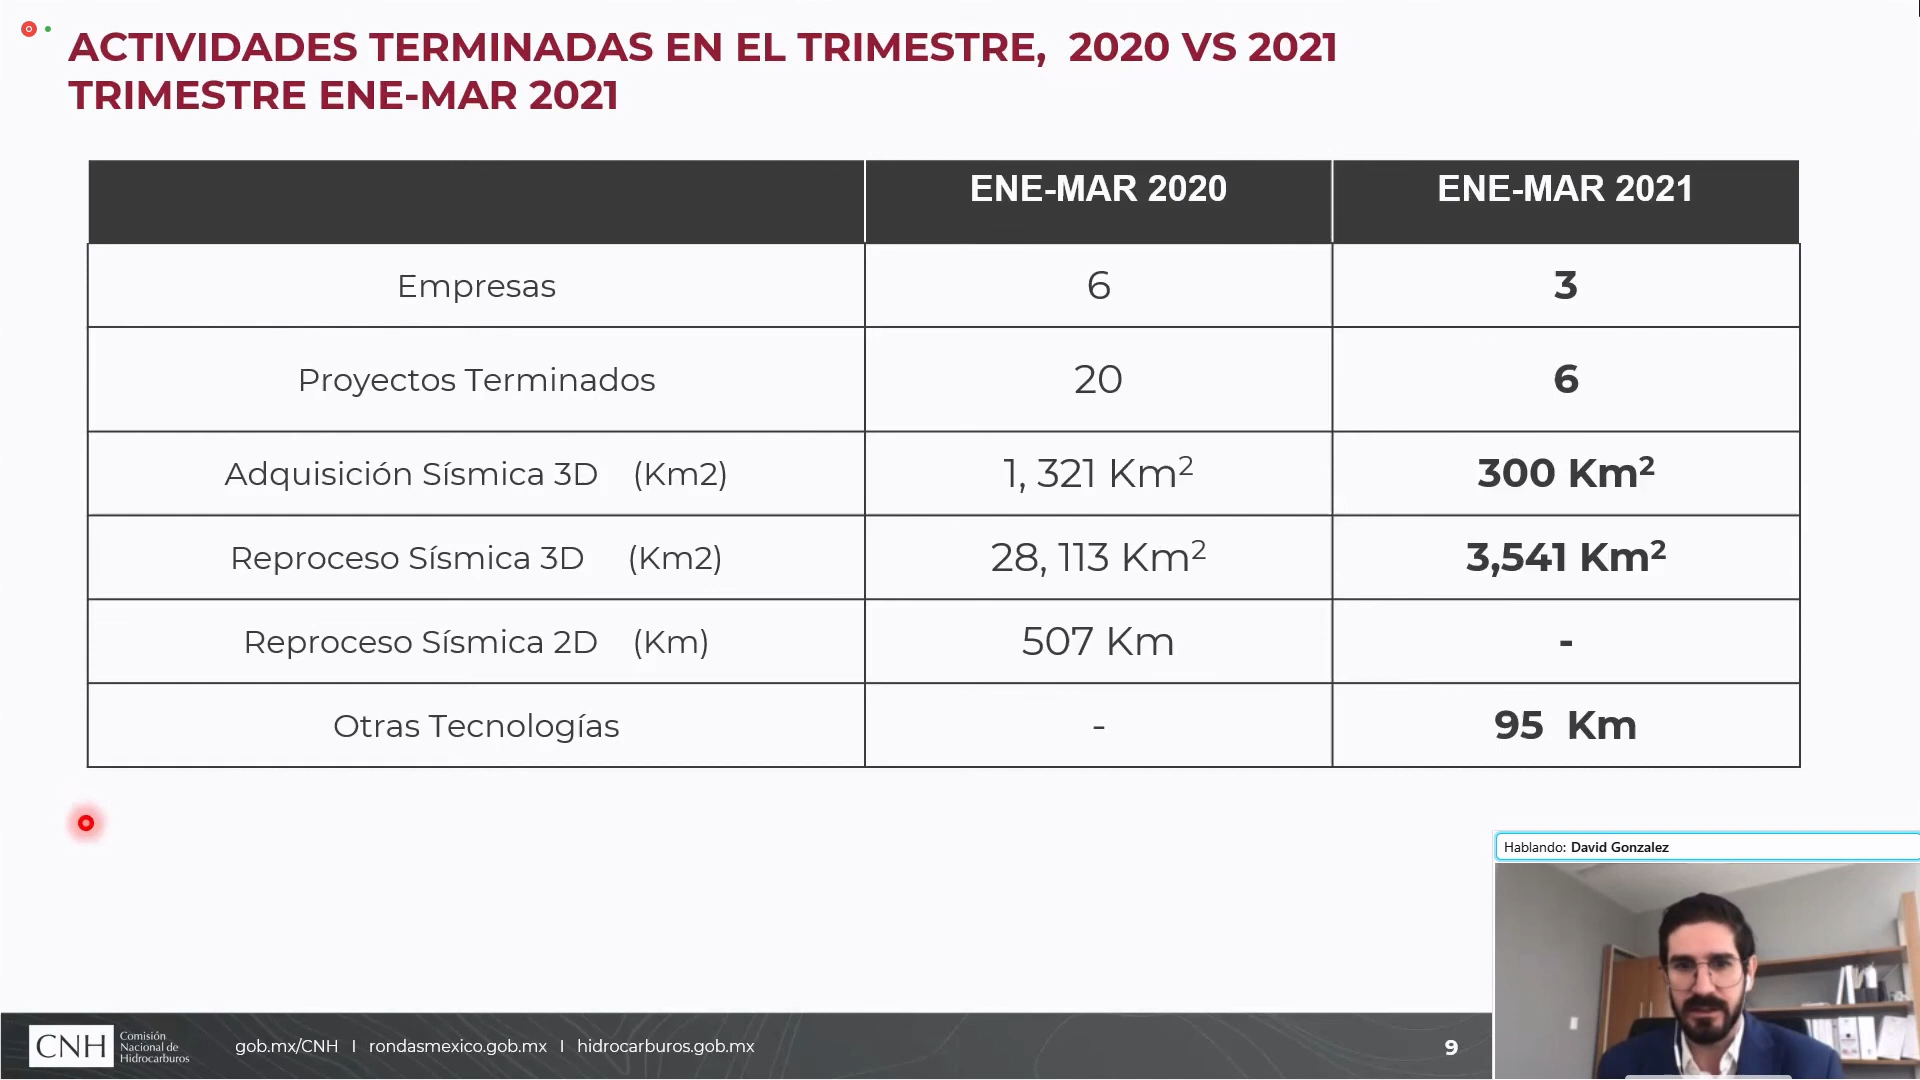 ACTIVIDADES TERMINADAS EN EL TRIMESTRE, 2020 VS 2021
TRIMESTRE ENE-MAR 2021
ENE-MAR 2020 ENE-MAR 2021
Empresas 6 3
Proyectos Terminados 20 6
Adquisición Sísmica 3D (Km2) 1, 321 Km² 300 Km²
Reproceso Sísmica 3D (Km2) 28, 113 Km² 3,541 Km²
Reproceso Sísmica 2D (Km) 507 Km -
Otras Tecnologías - 95 Km
Hablando: David Gonzalez
CNH
Comisión
Nacional de
Hidrocarburos
gob.mx/CNH I rondasmexico.gob.mx I hidrocarburos.gob.mx
9